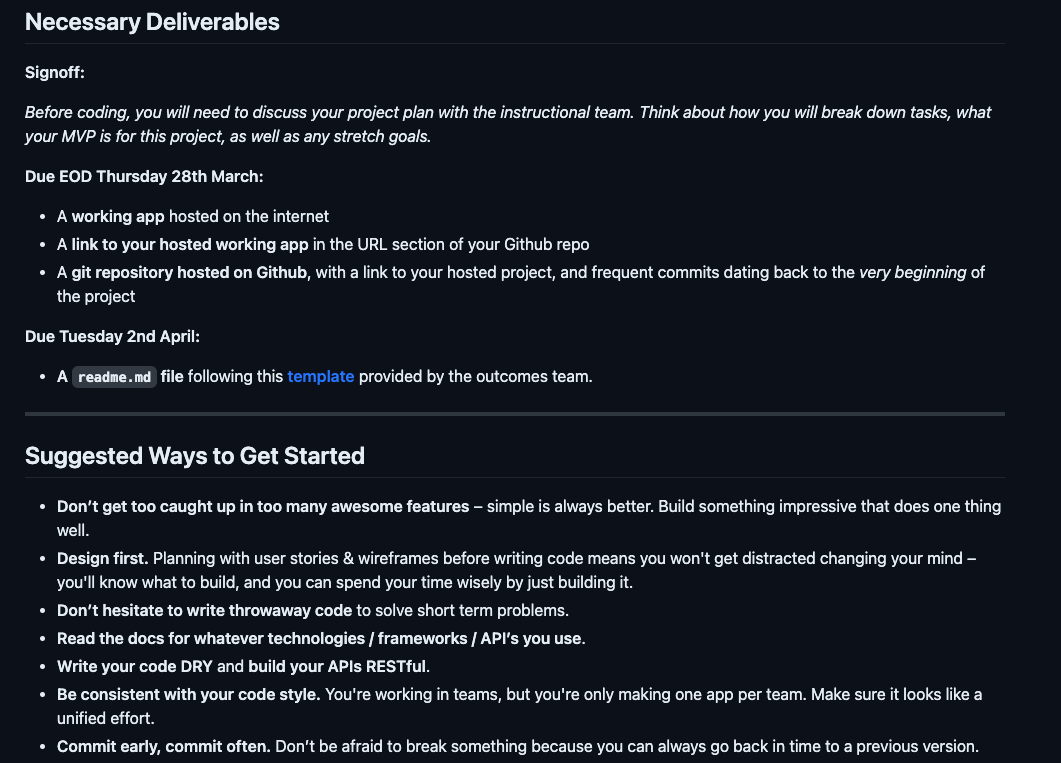 Necessary Deliverables
Signoff:
Before coding, you will need to discuss your project plan with the instructional team. Think about how you will break down tasks, what
your MVP is for this project, as well as any stretch goals.
Due EOD Thursday 28th March:
• A working app hosted on the internet
• A link to your hosted working app in the URL section of your Github repo
• A git repository hosted on Github, with a link to your hosted project, and frequent commits dating back to the very beginning of
the project
Due Tuesday 2nd April:
• A readme.md file following this template provided by the outcomes team.
Suggested Ways to Get Started
• Don’t get too caught up in too many awesome features – simple is always better. Build something impressive that does one thing
well.
• Design first. Planning with user stories & wireframes before writing code means you won't get distracted changing your mind –
you'll know what to build, and you can spend your time wisely by just building it.
• Don’t hesitate to write throwaway code to solve short term problems.
• Read the docs for whatever technologies / frameworks / API’s you use.
• Write your code DRY and build your APIs RESTful.
• Be consistent with your code style. You're working in teams, but you're only making one app per team. Make sure it looks like a
unified effort.
• Commit early, commit often. Don’t be afraid to break something because you can always go back in time to a previous version.